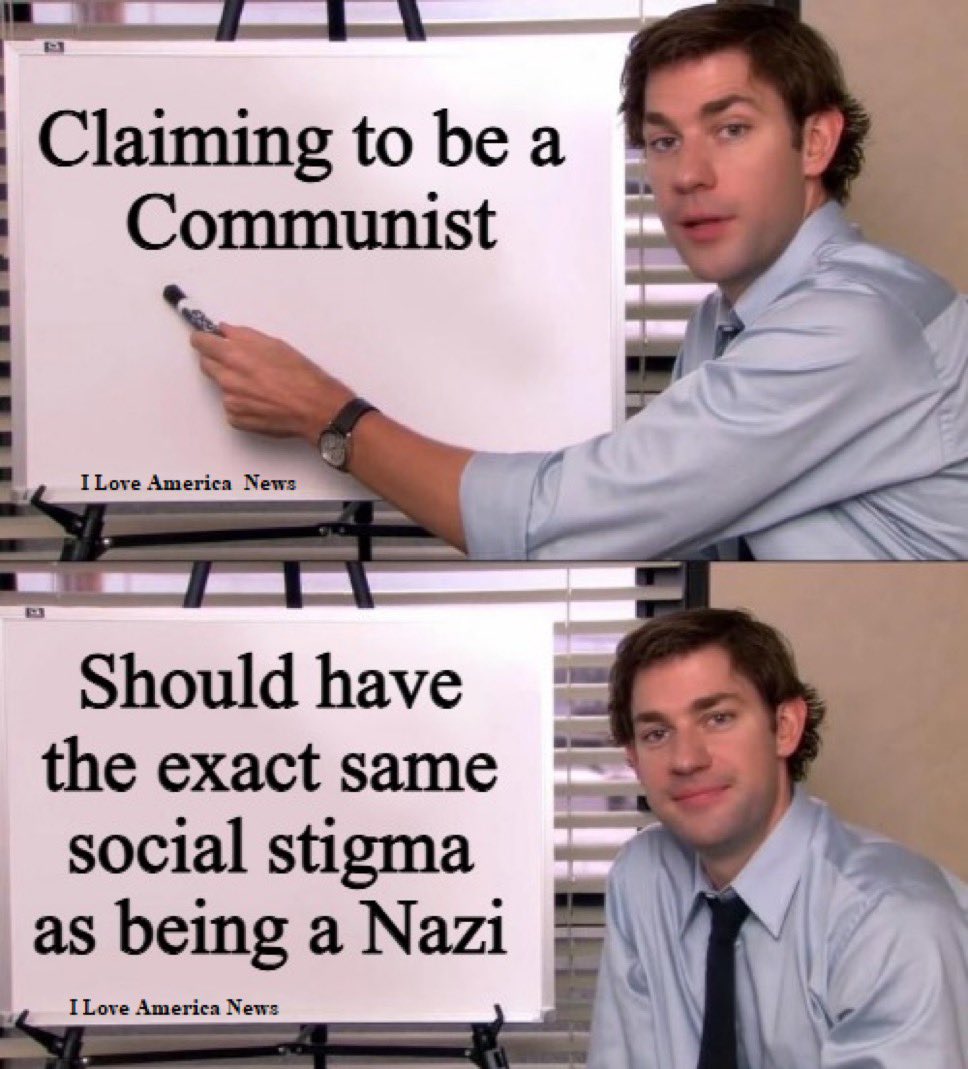 Claiming to be a
Communist
I Love America News
Should have
the exact same
social stigma
as being a Nazi
I Love America News